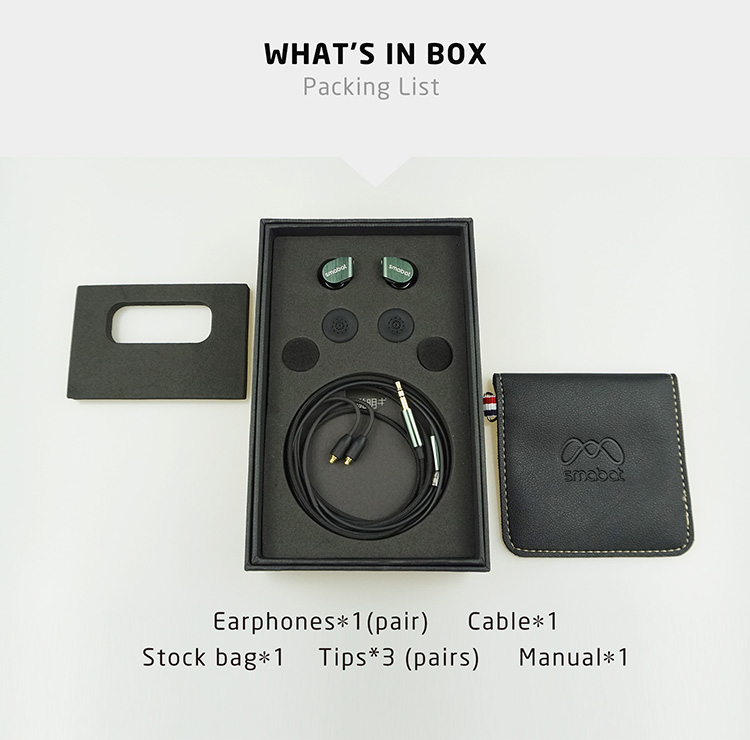 WHAT'S IN BOX
Packing List
smabat
smabat
smabat
Earphones*1(pair) Cable*1
Stock bag*1 Tips*3 (pairs) Manual*1